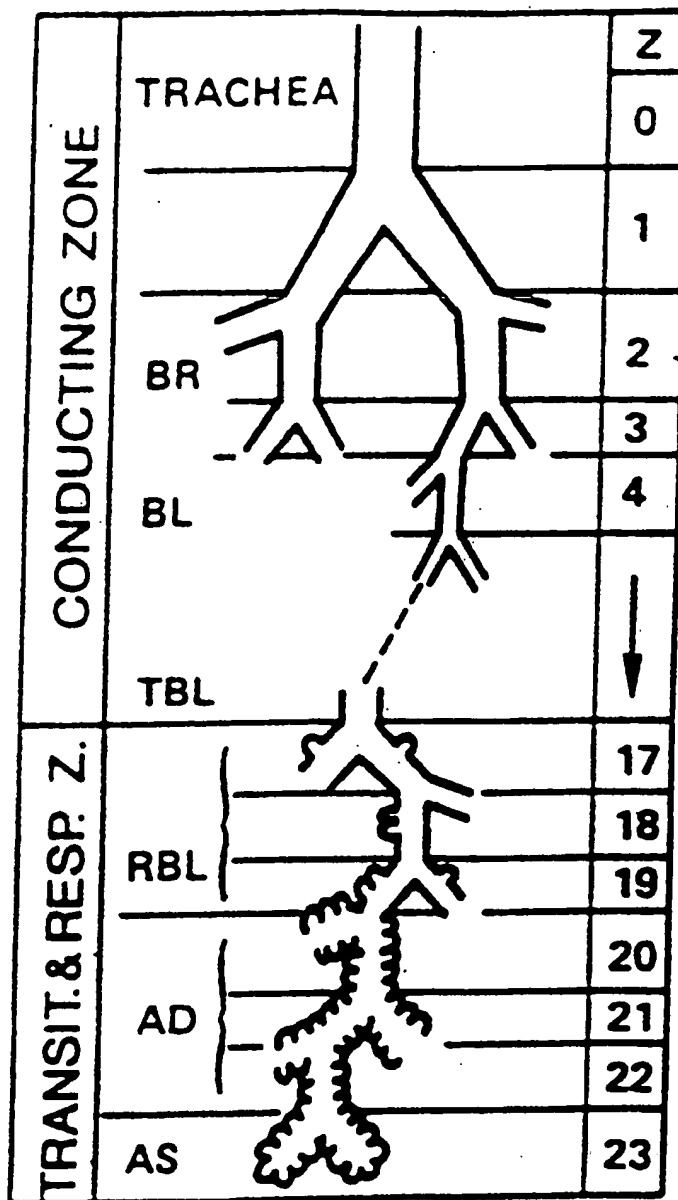 Z
TRACHEA
0
CONDUCTING ZONE
1
BR
2
3
BL
4
TBL
TRANSIT. & RESP. Z.
17
18
RBL
19
20
AD
21
22
AS
23